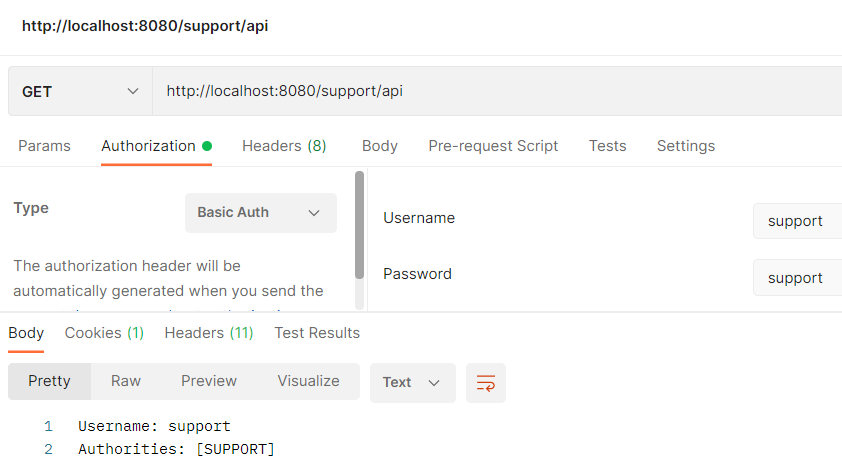 http://localhost:8080/support/api
GET http://localhost:8080/support/api
Params Authorization Headers (8) Body Pre-request Script Tests Settings
Type Basic Auth
The authorization header will be
automatically generated when you send the
Username support
Password support
Body Cookies (1) Headers (11) Test Results
Pretty Raw Preview Visualize Text
1 Username: support
2 Authorities: [SUPPORT]